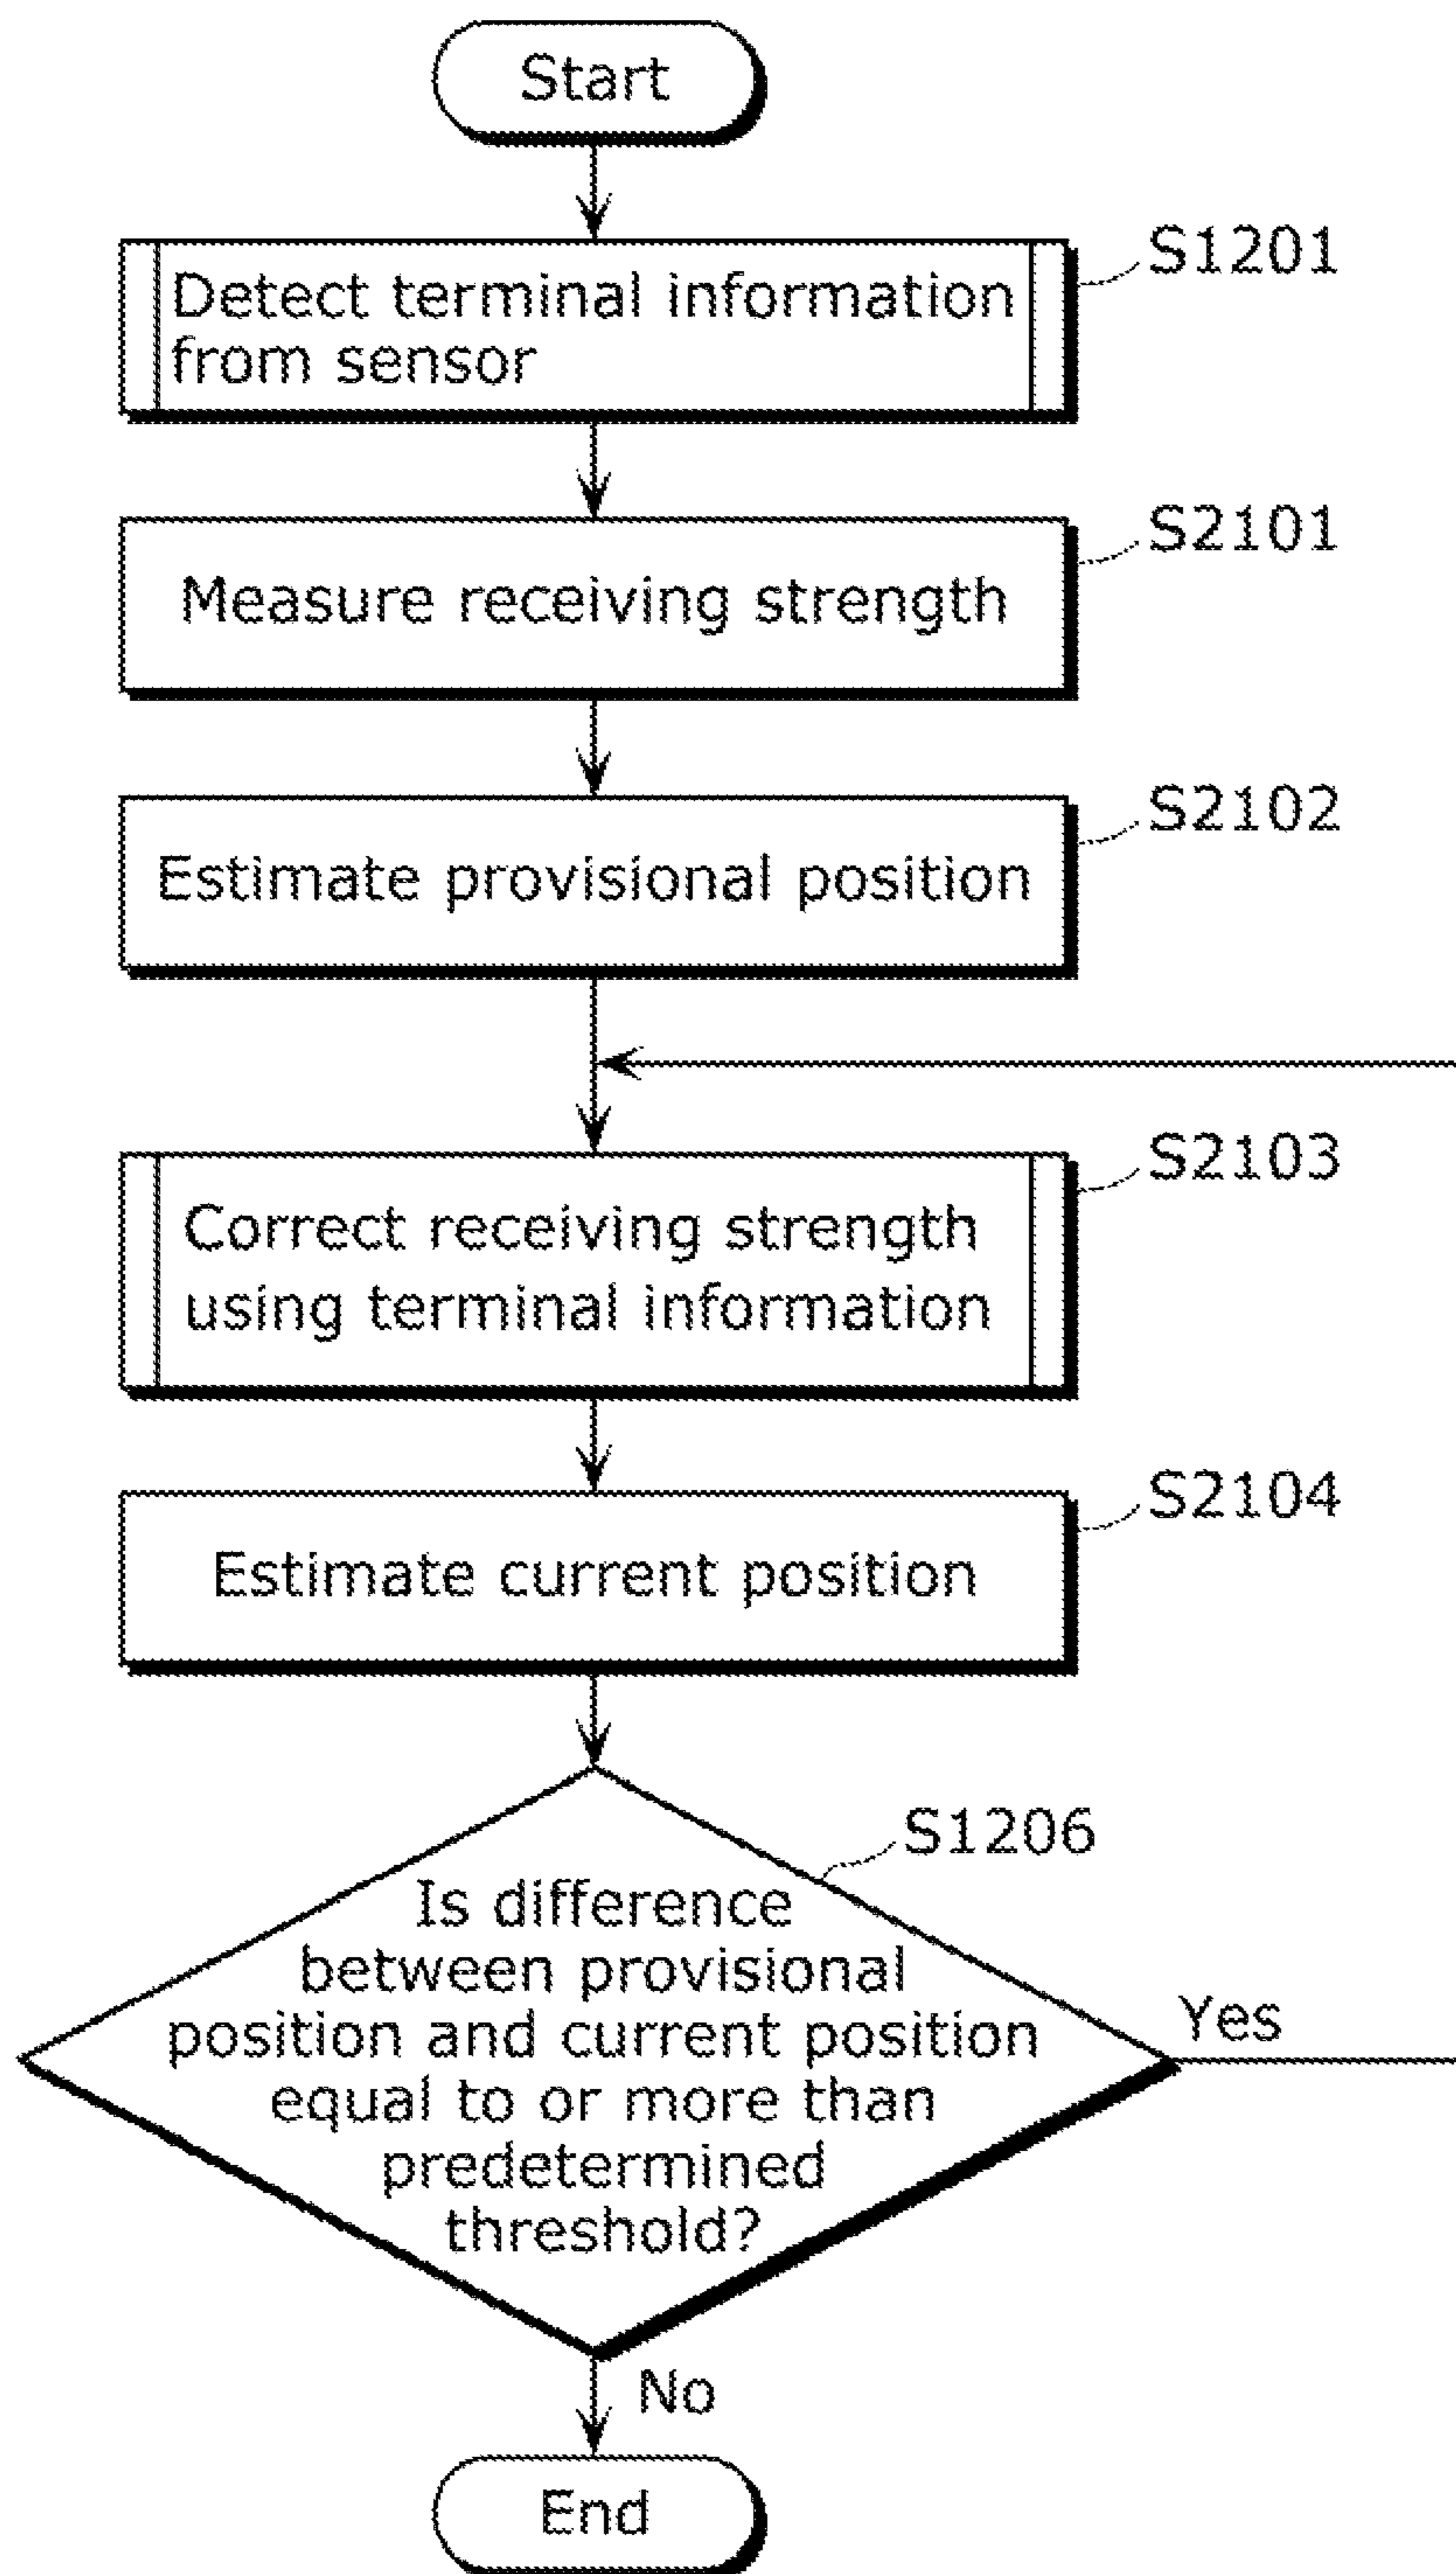 Start
S1201
Detect terminal information
from sensor
S2101
Measure receiving strength
S2102
Estimate provisional position
S2103
Correct receiving strength
using terminal information
S2104
Estimate current position
S1206
Is difference
between provisional
position and current position
equal to or more than
predetermined
threshold?
Yes
No
End